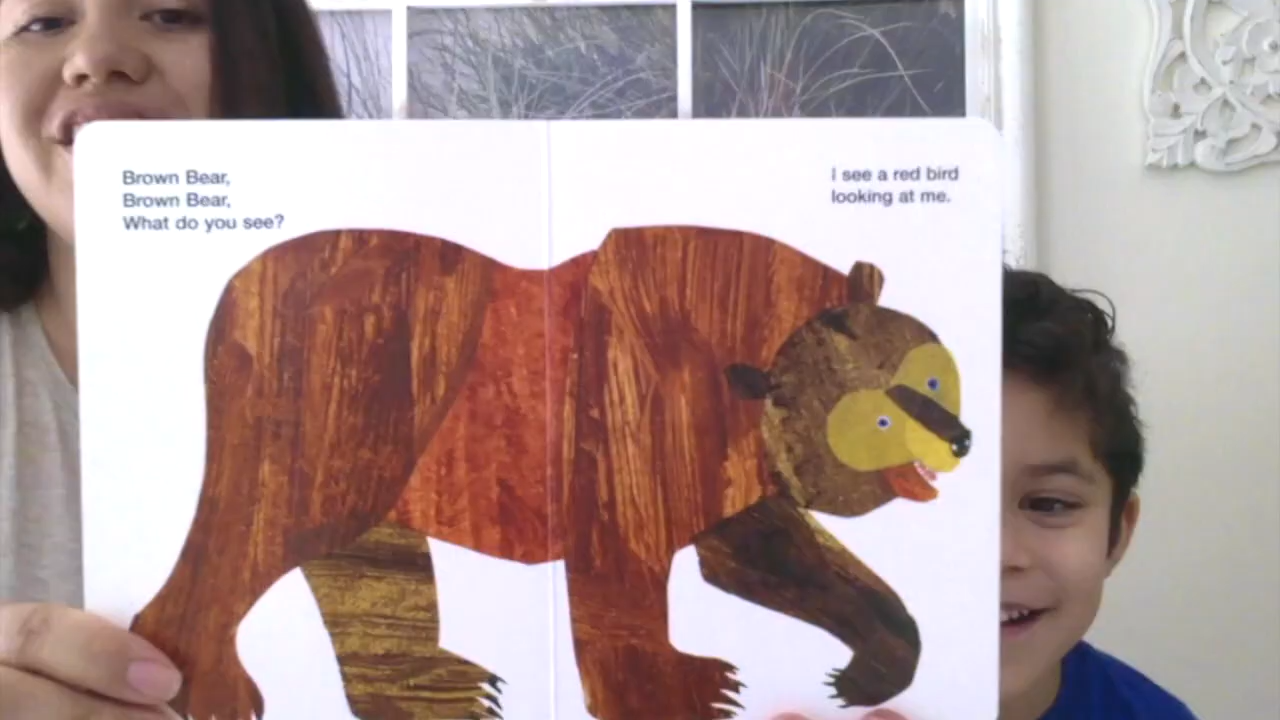 Brown Bear,
Brown Bear,
What do you see?
I see a red bird
looking at me.